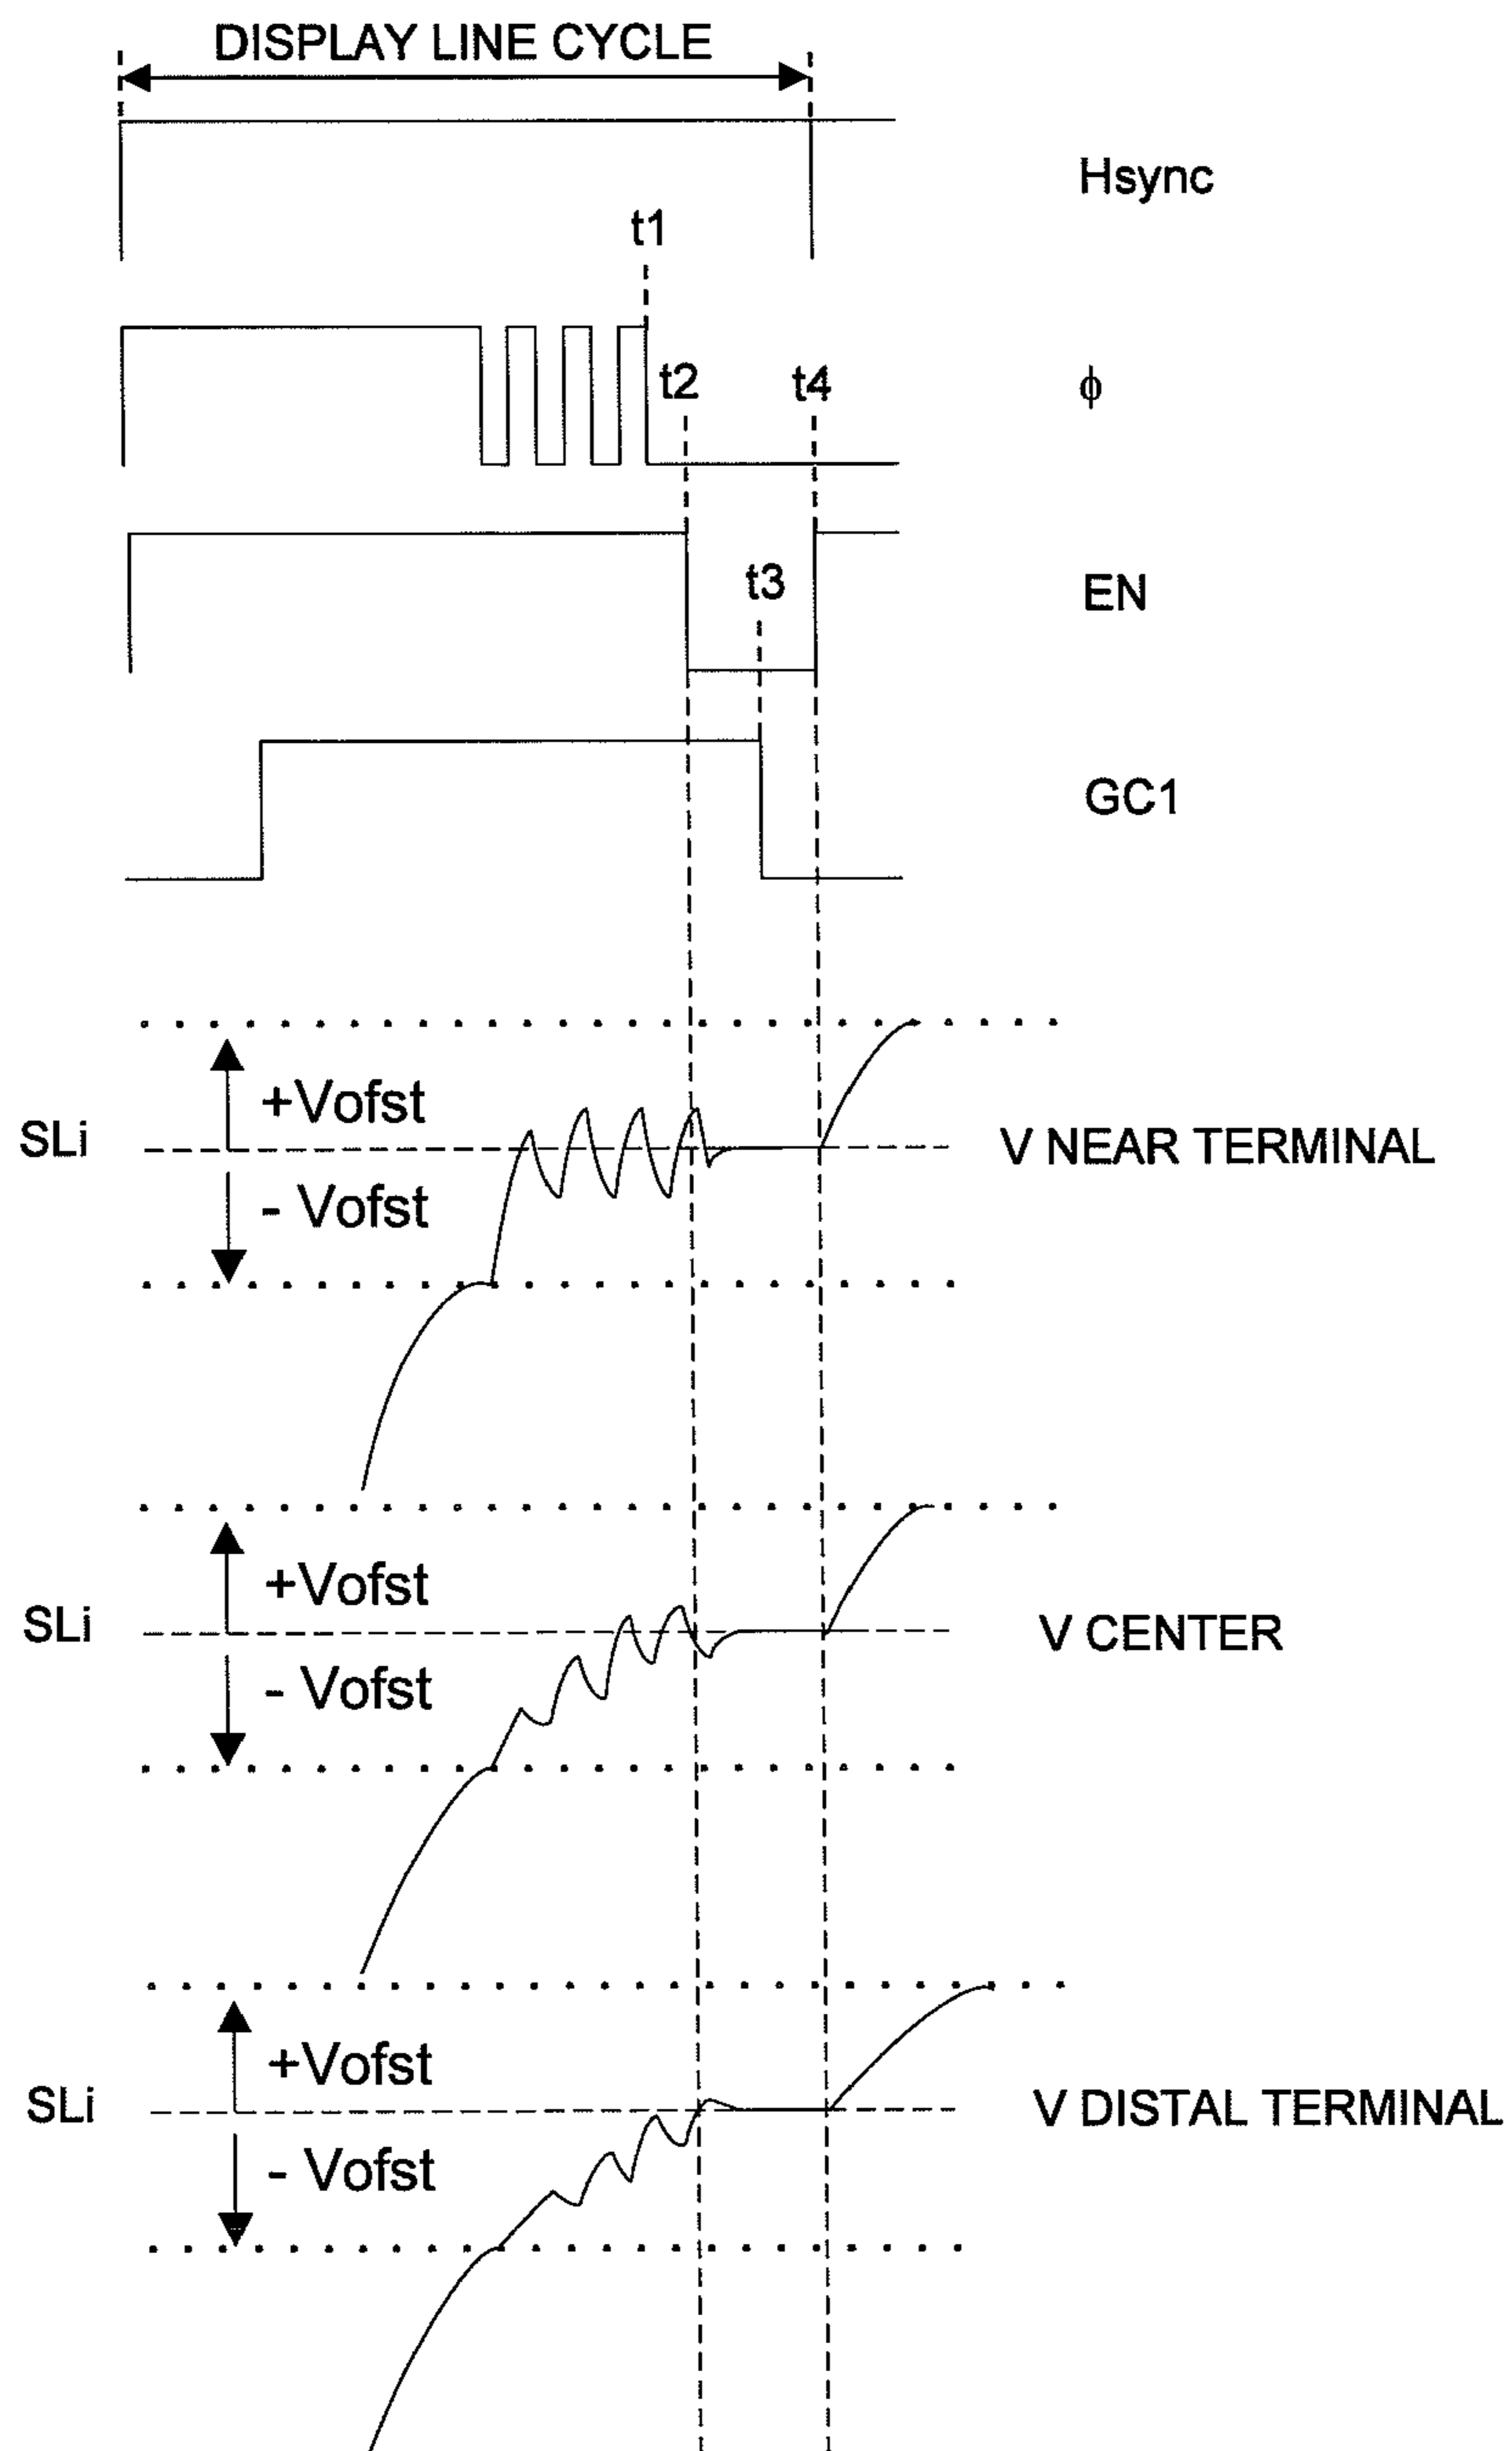 DISPLAY LINE CYCLE
Hsync
t1
t2
t4
ϕ
t3
EN
GC1
+Vofst
SLi
V NEAR TERMINAL
- Vofst
+Vofst
SLi
V CENTER
- Vofst
+Vofst
SLi
V DISTAL TERMINAL
- Vofst